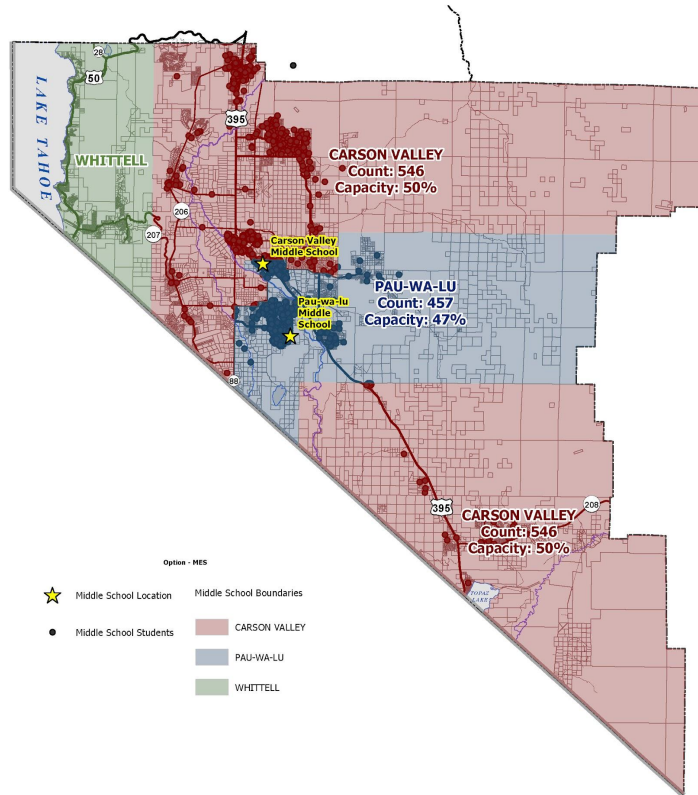 28
50
LAKE TAHOE
395
WHITTELL
CARSON VALLEY
Count: 546
Capacity: 50%
206
207
Carson Valley
Middle School
PAU-WA-LU
Count: 457
Capacity: 47%
Pau-wa-lu
Middle
School
88
395
208
CARSON VALLEY
Count: 546
Capacity: 50%
TOPAZ
LAKE
Option - MES
Middle School Location
Middle School Boundaries
Middle School Students
CARSON VALLEY
PAU-WA-LU
WHITTELL